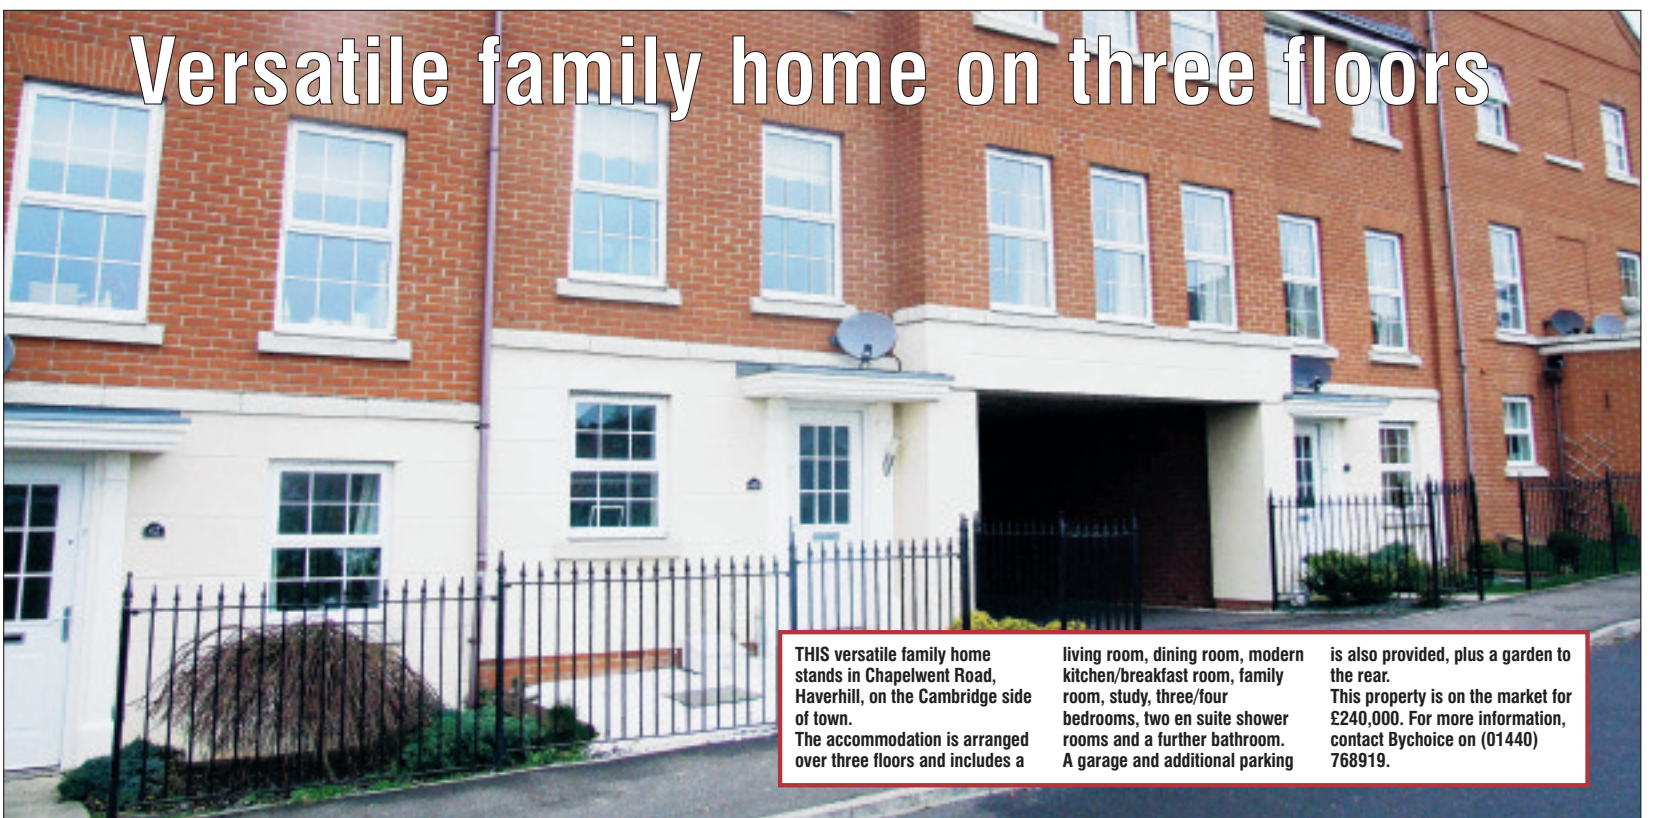 Versatile family home on three floors
THIS versatile family home
stands in Chapelwent Road,
Haverhill, on the Cambridge side
of town.
The accommodation is arranged
over three floors and includes a
living room, dining room, modern
kitchen/breakfast room, family
room, study, three/four
bedrooms, two en suite shower
rooms and a further bathroom.
A garage and additional parking
is also provided, plus a garden to
the rear.
This property is on the market for
£240,000. For more information,
contact Bychoice on (01440)
768919.